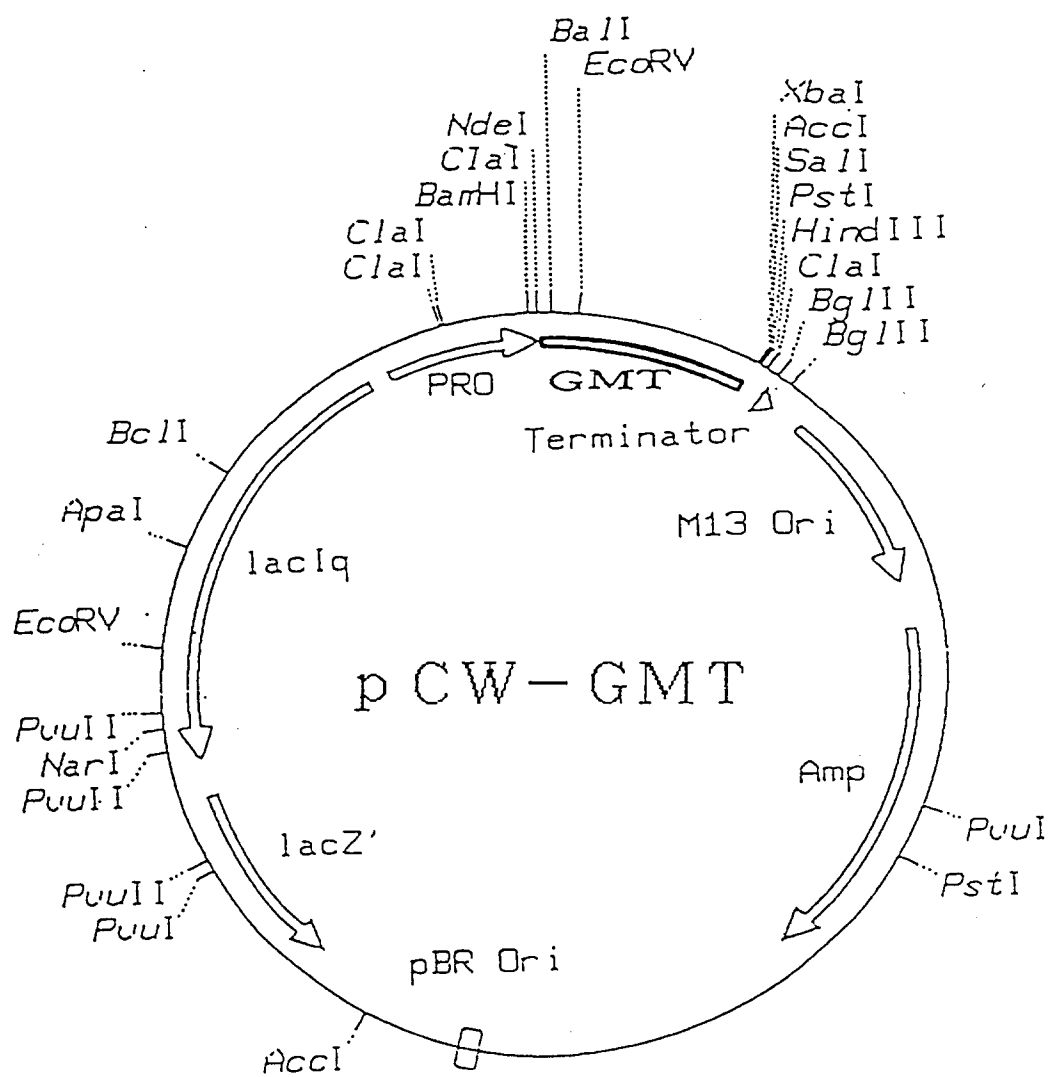 BalI
EcoRV
XbaI
AccI
SalI
PstI
HindIII
ClaI
BglII
BglII
NdeI
ClaI
BamHI
ClaI
ClaI
PRO
GMT
Terminator
BclI
ApaI
M13 Ori
lacIq
EcoRV
pCW-GMT
PvuII
NarI
PvuII
Amp
lacZ'
PvuI
PstI
PvuII
PvuI
pBR Ori
AccI